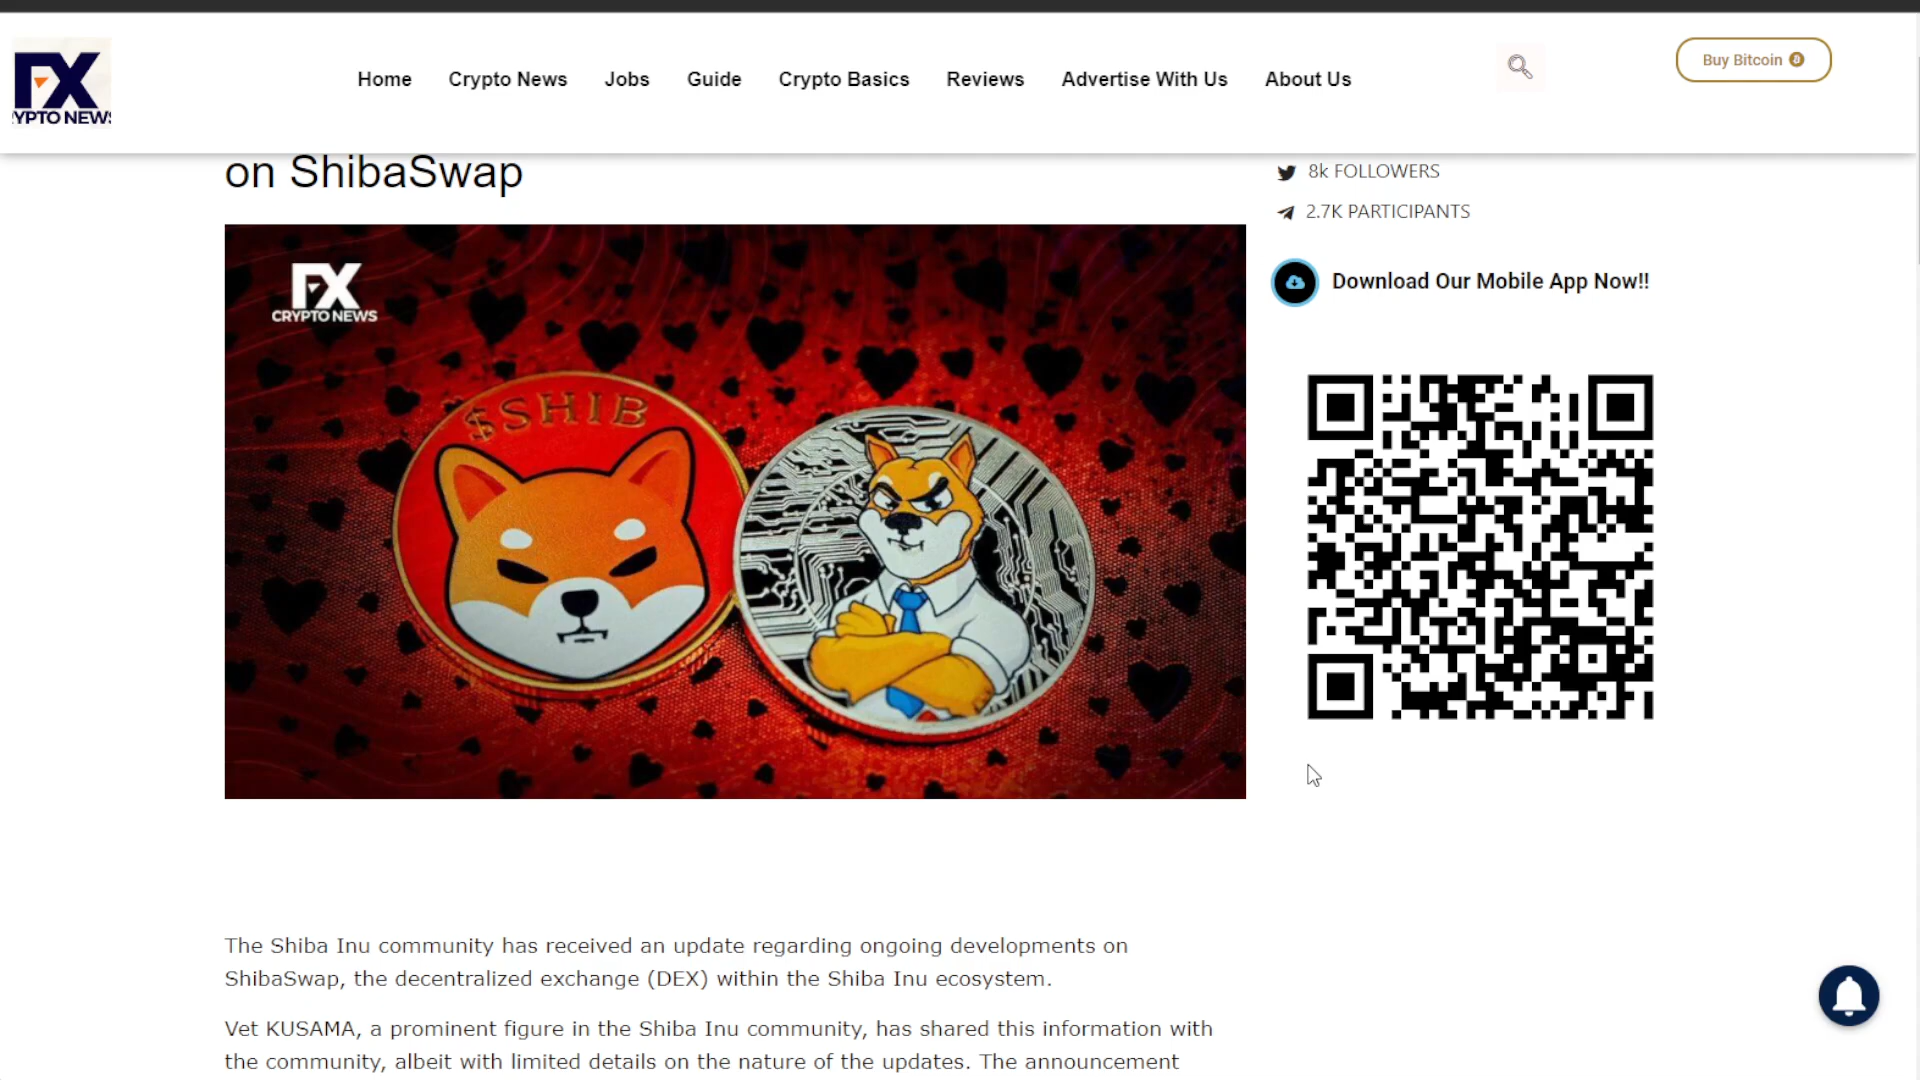 FX
YPTO NEWS
Home Crypto News Jobs Guide Crypto Basics Reviews Advertise With Us About Us
Buy Bitcoin
on ShibaSwap
8k FOLLOWERS
2.7K PARTICIPANTS
Download Our Mobile App Now!!
FX
CRYPTO NEWS
$SHIB
The Shiba Inu community has received an update regarding ongoing developments on
ShibaSwap, the decentralized exchange (DEX) within the Shiba Inu ecosystem.
Vet KUSAMA, a prominent figure in the Shiba Inu community, has shared this information with
the community, albeit with limited details on the nature of the updates. The announcement